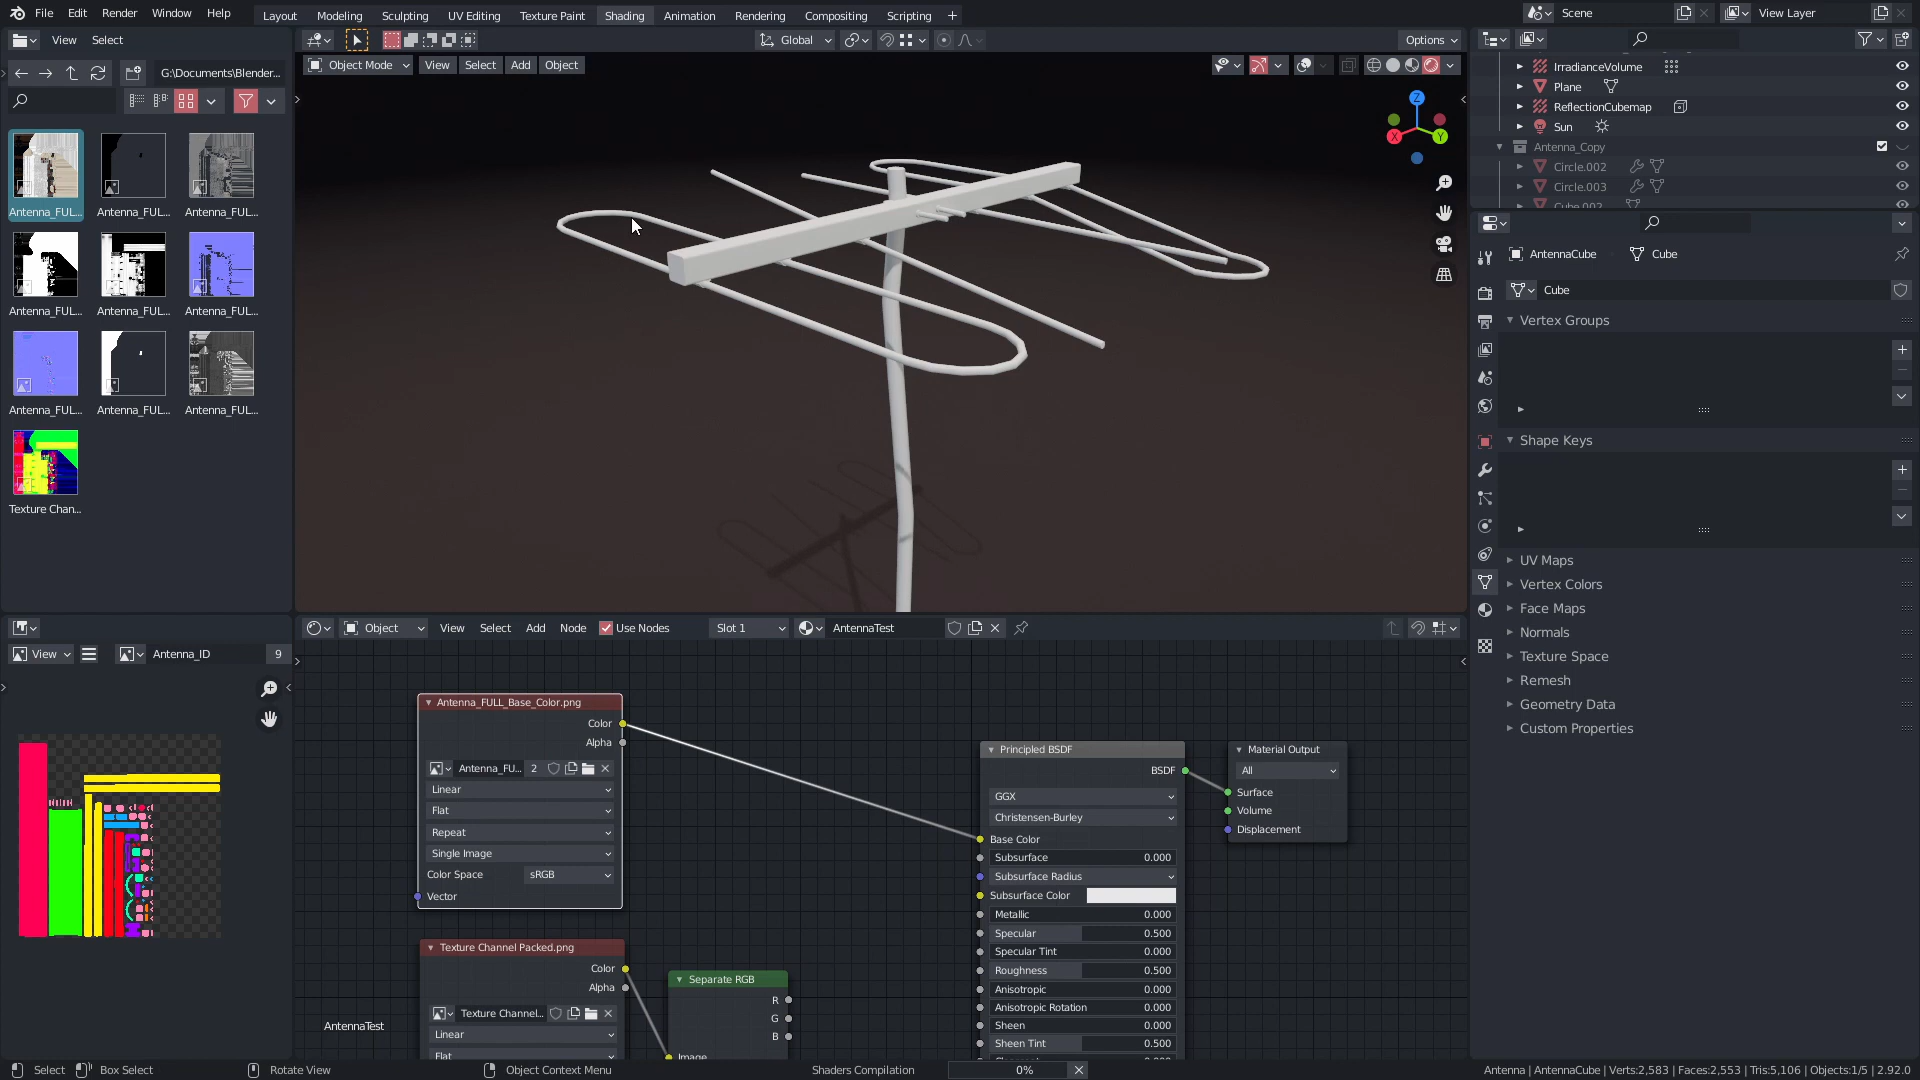 File Edit Render Window Help Layout Modeling Sculpting UV Editing Texture Paint Shading Animation Rendering Compositing Scripting + Scene View Layer
View Select Global Options
G:\Documents\Blender...
Object Mode View Select Add Object
IrradianceVolume
Plane
ReflectionCubemap
Sun
Antenna_Copy
Circle.002
Circle.003
Cube.002
Z
X
Y
Antenna_FUL... Antenna_FUL... Antenna_FUL...
Antenna_FUL... Antenna_FUL... Antenna_FUL...
Antenna_FUL... Antenna_FUL... Antenna_FUL...
Texture Chan...
AntennaCube Cube
Cube
Vertex Groups
Shape Keys
UV Maps
Vertex Colors
Face Maps
Normals
Texture Space
Remesh
Geometry Data
Custom Properties
Object View Select Add Node Use Nodes Slot 1 AntennaTest
View Antenna_ID 9
Antenna_FULL_Base_Color.png
Color
Alpha
Antenna_FU... 2
Linear
Flat
Repeat
Single Image
Color Space sRGB
Vector
Texture Channel Packed.png
Color
Alpha
Texture Channel...
Linear
Flat
Separate RGB
R
G
B
Image
Principled BSDF
BSDF
GGX
Christensen-Burley
Base Color
Subsurface 0.000
Subsurface Radius
Subsurface Color
Metallic 0.000
Specular 0.500
Specular Tint 0.000
Roughness 0.500
Anisotropic 0.000
Anisotropic Rotation 0.000
Sheen 0.000
Sheen Tint 0.500
Material Output
All
Surface
Volume
Displacement
AntennaTest
Select Box Select Rotate View Object Context Menu Shaders Compilation 0% Antenna | AntennaCube | Verts:2,583 | Faces:2,553 | Tris:5,106 | Objects:1/5 | 2.92.0